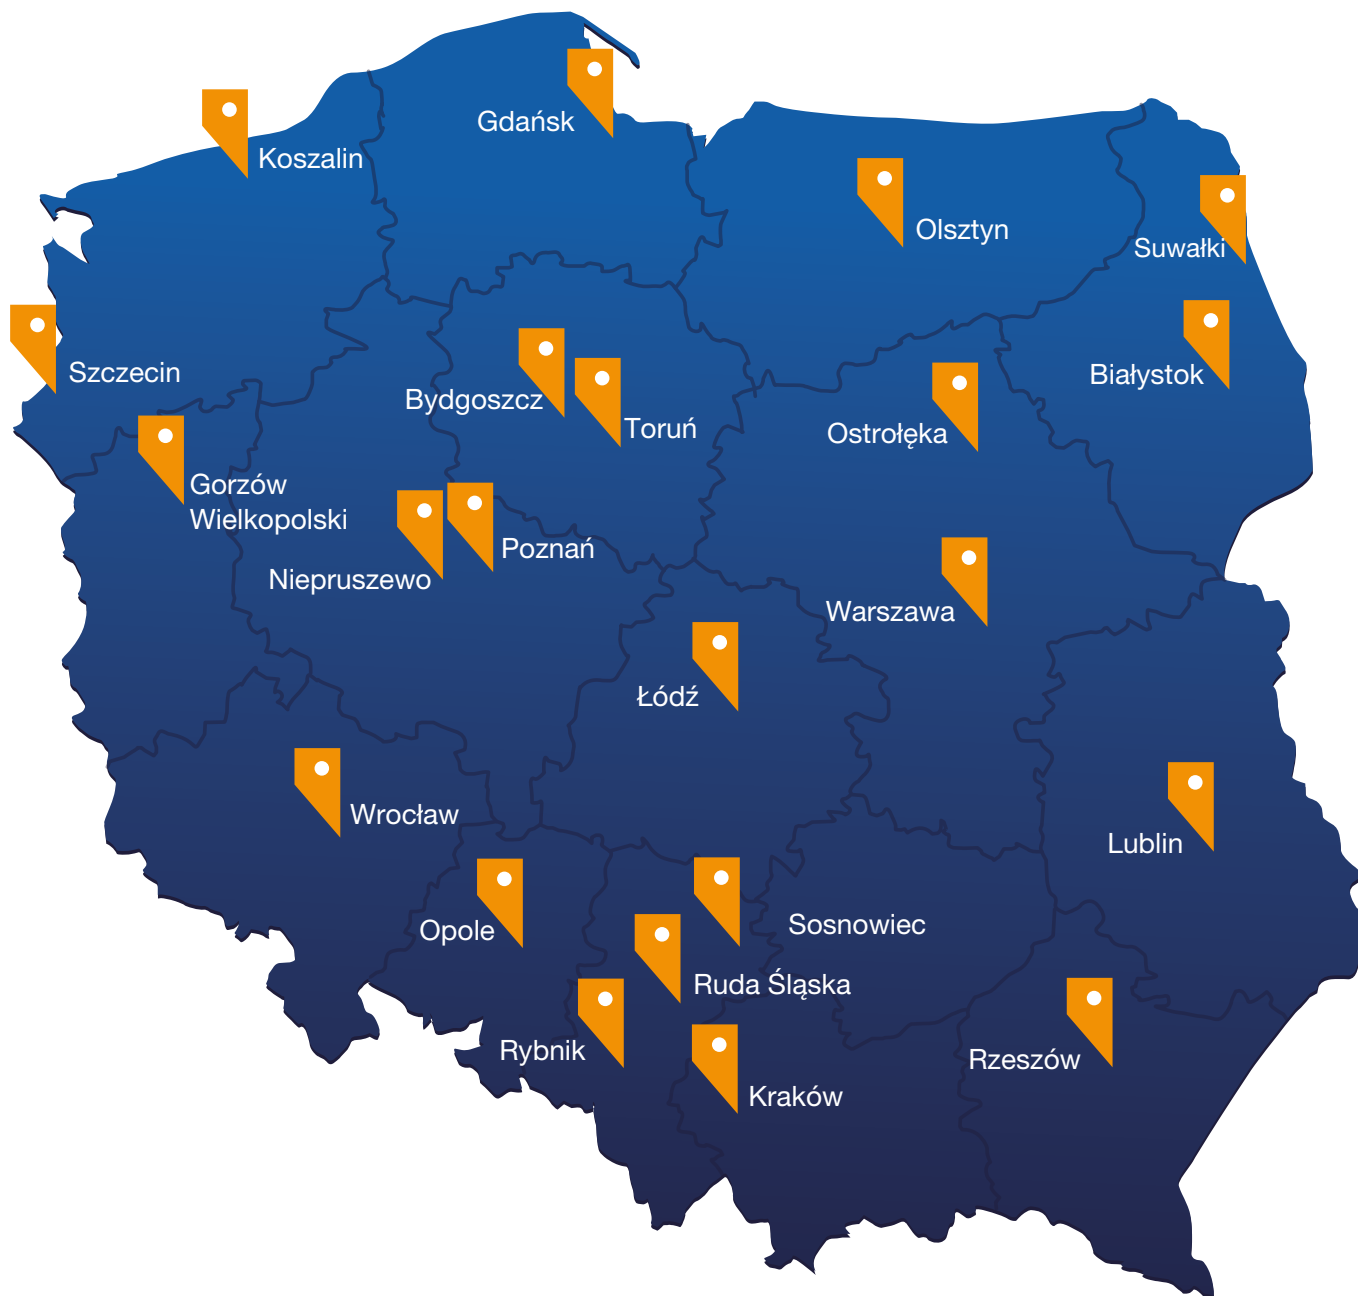 Gdańsk
Koszalin
Olsztyn
Suwałki
Szczecin
Białystok
Bydgoszcz
Toruń
Ostrołęka
Gorzów
Wielkopolski
Poznań
Niepruszewo
Warszawa
Łódź
Wrocław
Lublin
Opole
Sosnowiec
Ruda Śląska
Rybnik
Rzeszów
Kraków